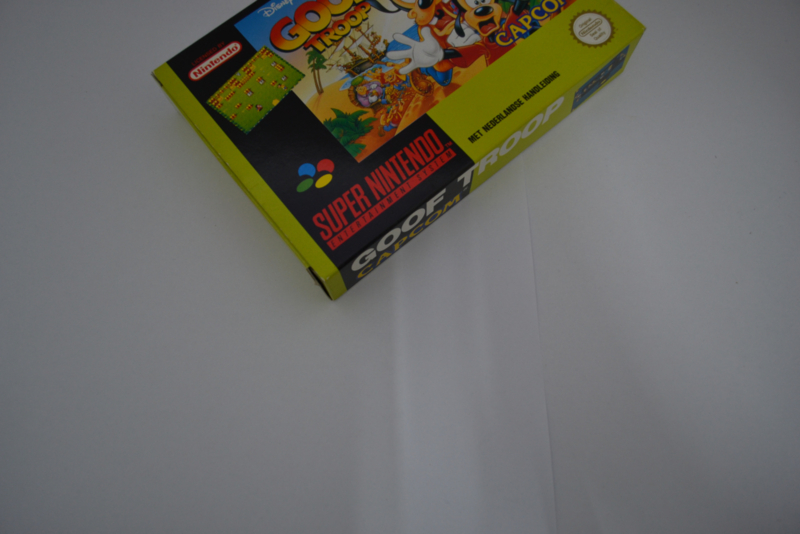 Disney
GOOF
TROOP
Nintendo
CAPCOM
MET NEDERLANDSE HANDLEIDING
SUPER NINTENDO
ENTERTAINMENT SYSTEM
GOOF TROOP
CAPCOM